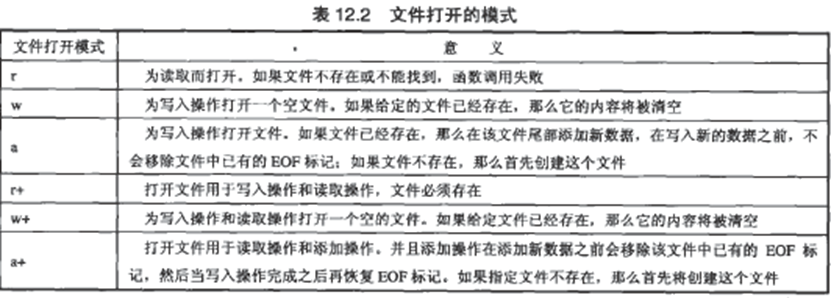 表 12.2 文件打开的模式
文件打开模式 意 义
r 为读取而打开。如果文件不存在或不能找到，函数调用失败
w 为写入操作打开一个空文件。如果给定的文件已经存在，那么它的内容将被清空
a 为写入操作打开文件。如果文件已经存在，那么在该文件尾部添加新数据，在写入新的数据之前，不
会移除文件中已有的 EOF 标记；如果文件不存在，那么首先创建这个文件
r+ 打开文件用于写入操作和读取操作，文件必须存在
w+ 为写入操作和读取操作打开一个空的文件。如果给定文件已经存在，那么它的内容将被清空
a+ 打开文件用于读取操作和添加操作。并且添加操作在添加新数据之前会移除该文件中已有的 EOF 标
记，然后当写入操作完成之后再恢复 EOF 标记。如果指定文件不存在，那么首先将创建这个文件